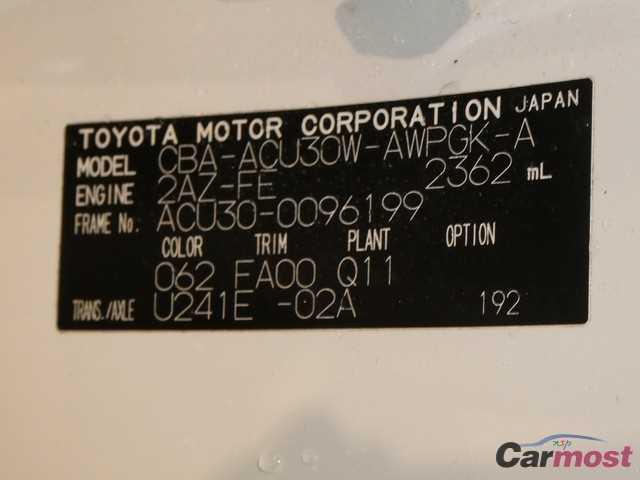 TOYOTA MOTOR CORPORATION JAPAN
MODEL CBA-ACU30W-AWPGK-A
ENGINE 2AZ-FE 2362 mL
FRAME No. ACU30-0096199
COLOR TRIM PLANT OPTION
062 FA00 Q11
TRANS./AXLE U241E -02A 192
Carmost